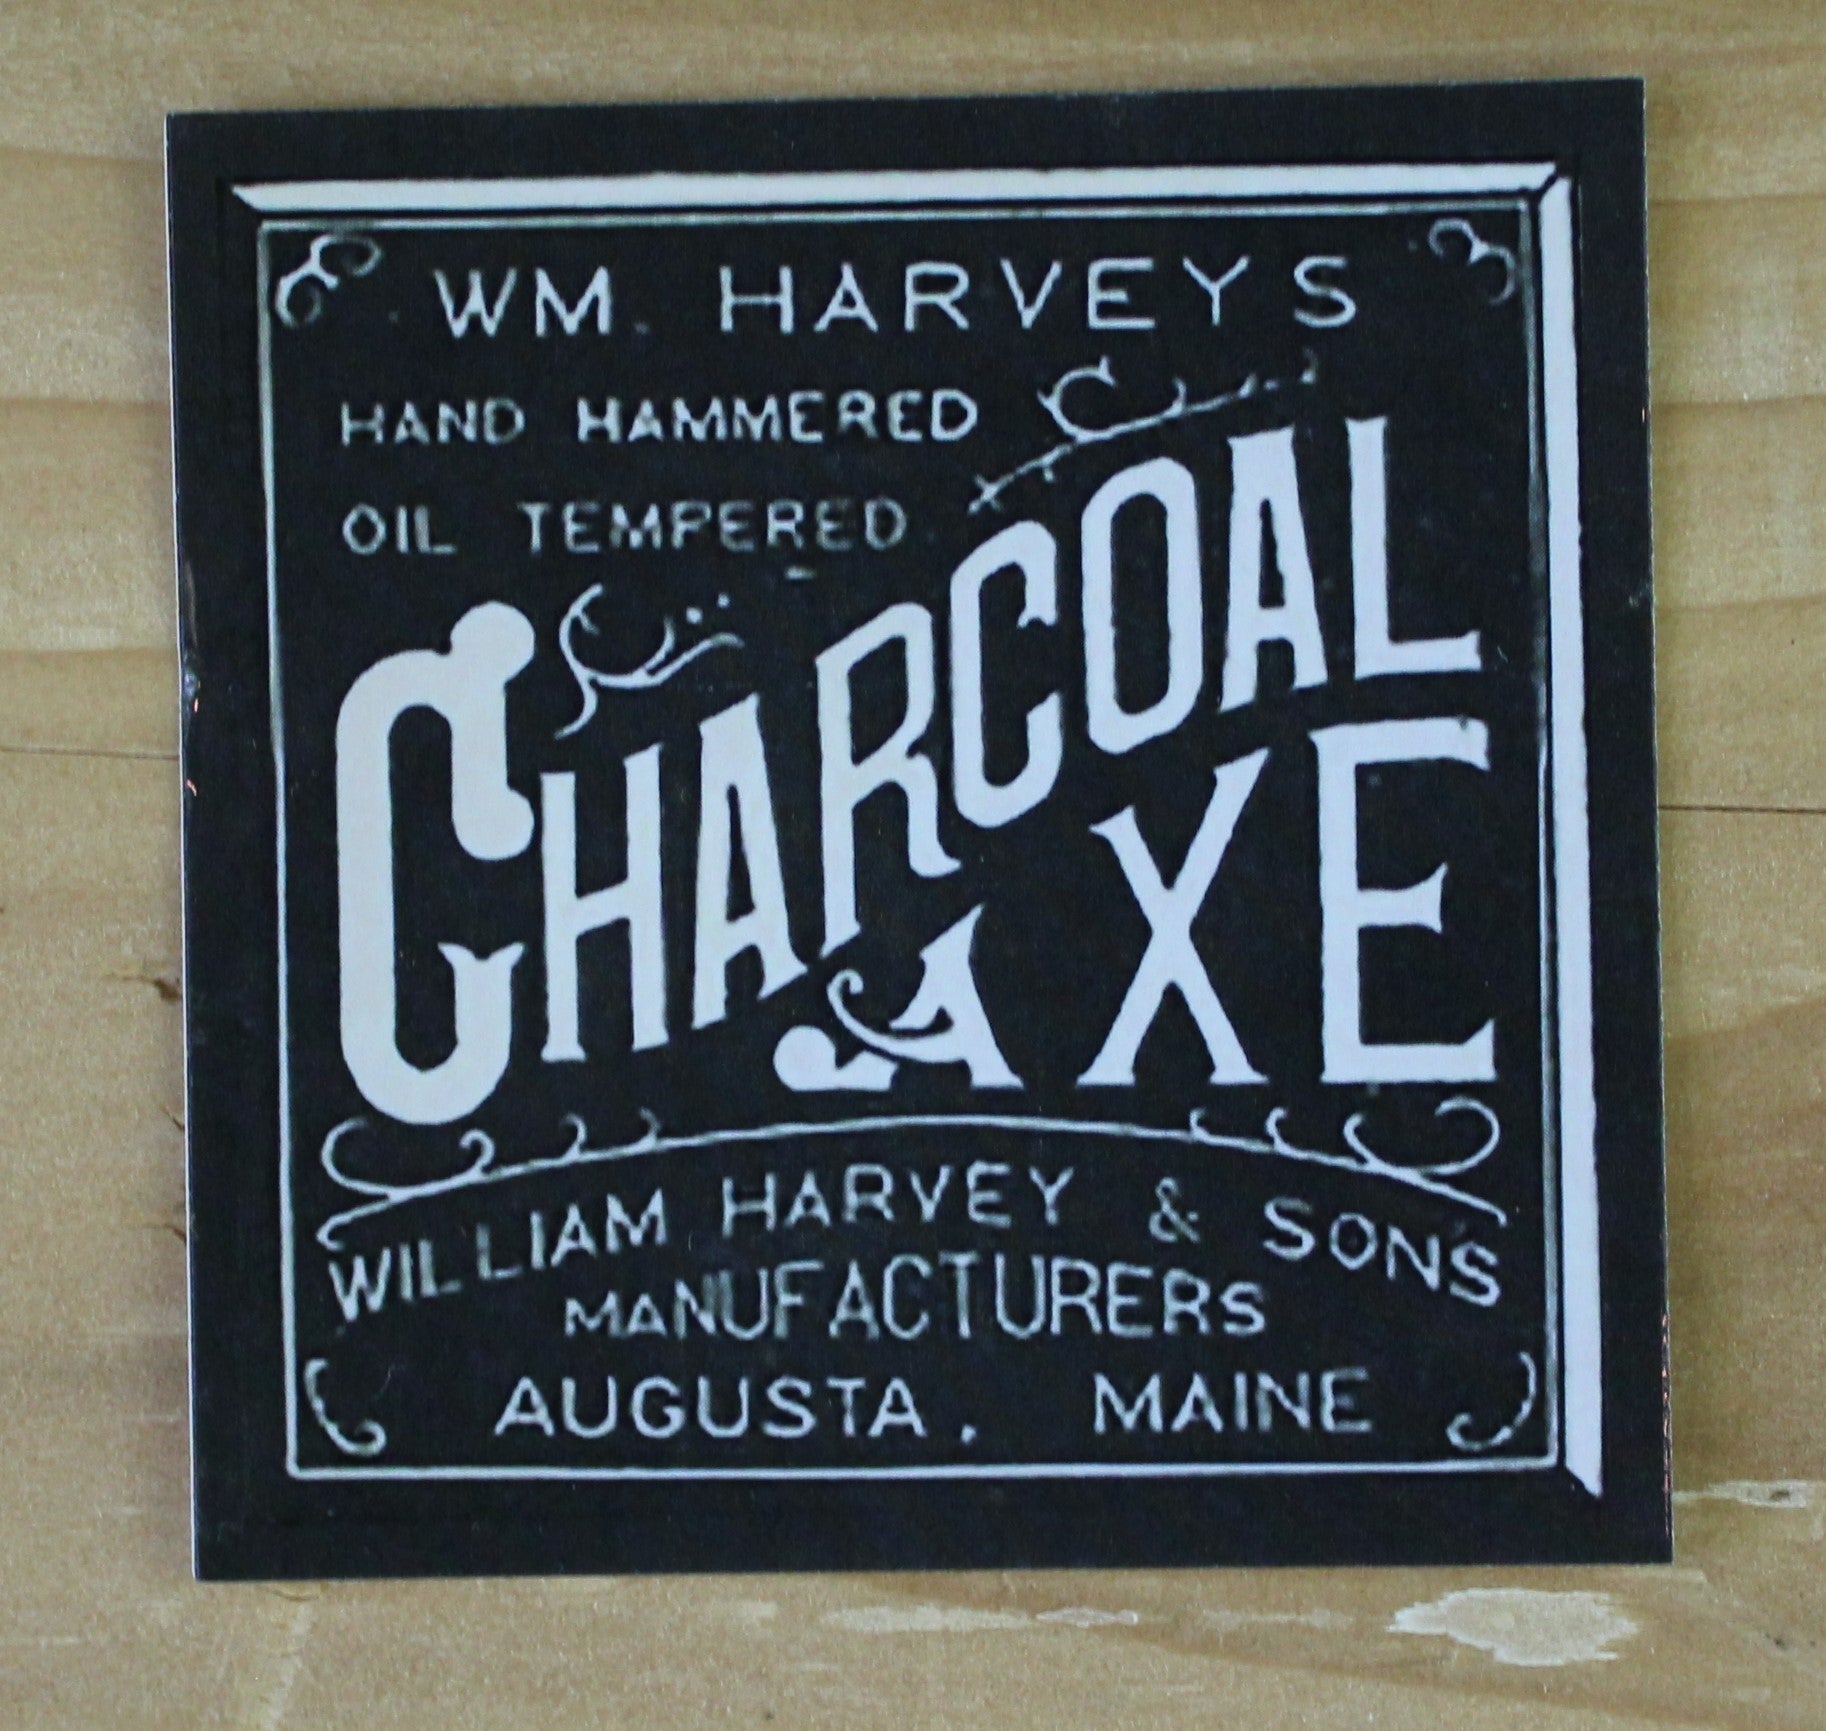 WM. HARVEYS
HAND HAMMERED
OIL TEMPERED
CHARCOAL
AXE
WILLIAM HARVEY & SONS
MANUFACTURERS
AUGUSTA, MAINE